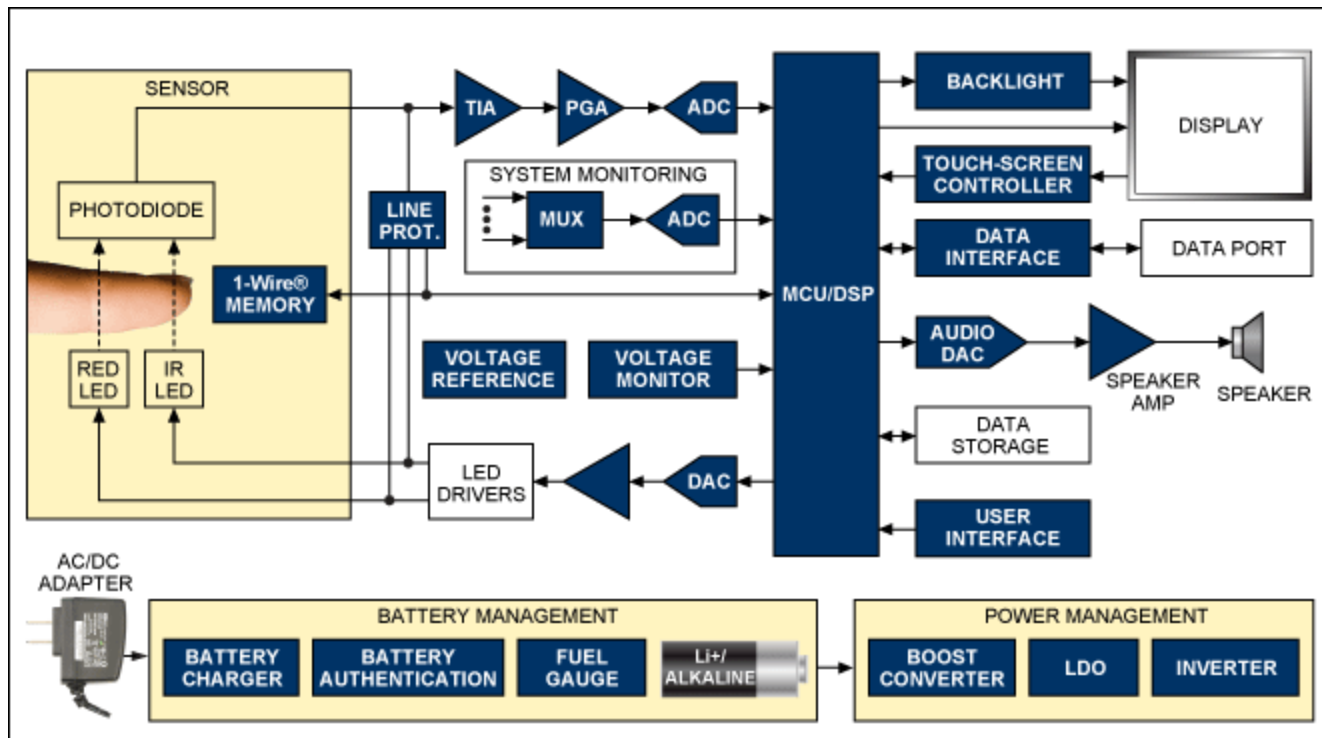 SENSOR
PHOTODIODE
1-Wire®
MEMORY
RED
LED
IR
LED
TIA
PGA
ADC
LINE
PROT.
SYSTEM MONITORING
MUX
ADC
VOLTAGE
REFERENCE
VOLTAGE
MONITOR
LED
DRIVERS
DAC
MCU/DSP
BACKLIGHT
DISPLAY
TOUCH-SCREEN
CONTROLLER
DATA
INTERFACE
DATA PORT
AUDIO
DAC
SPEAKER
AMP
SPEAKER
DATA
STORAGE
USER
INTERFACE
AC/DC
ADAPTER
BATTERY MANAGEMENT
BATTERY
CHARGER
BATTERY
AUTHENTICATION
FUEL
GAUGE
Li+/
ALKALINE
POWER MANAGEMENT
BOOST
CONVERTER
LDO
INVERTER